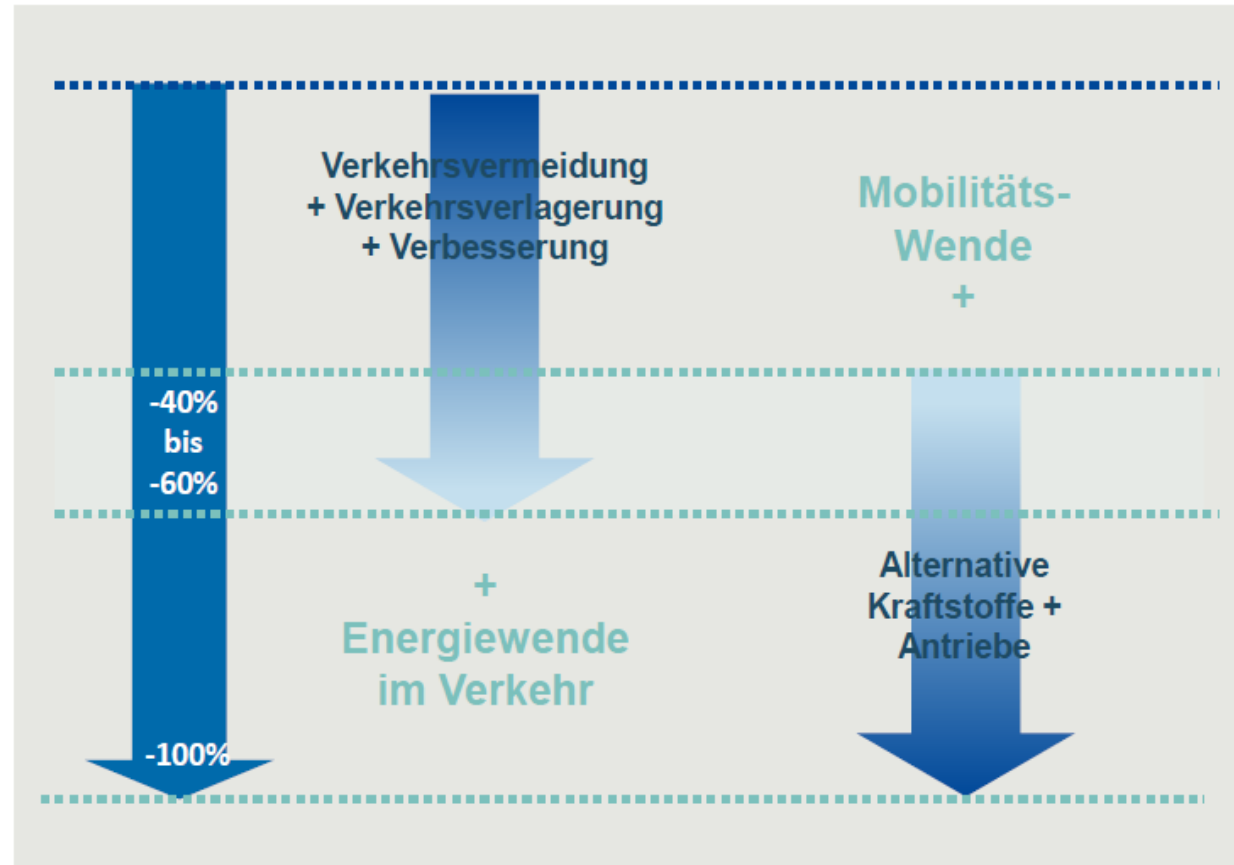 Verkehrsvermeidung
+ Verkehrsverlagerung
+ Verbesserung
Mobilitäts-
Wende
+
-40%
bis
-60%
+
Energiewende
im Verkehr
Alternative
Kraftstoffe +
Antriebe
-100%